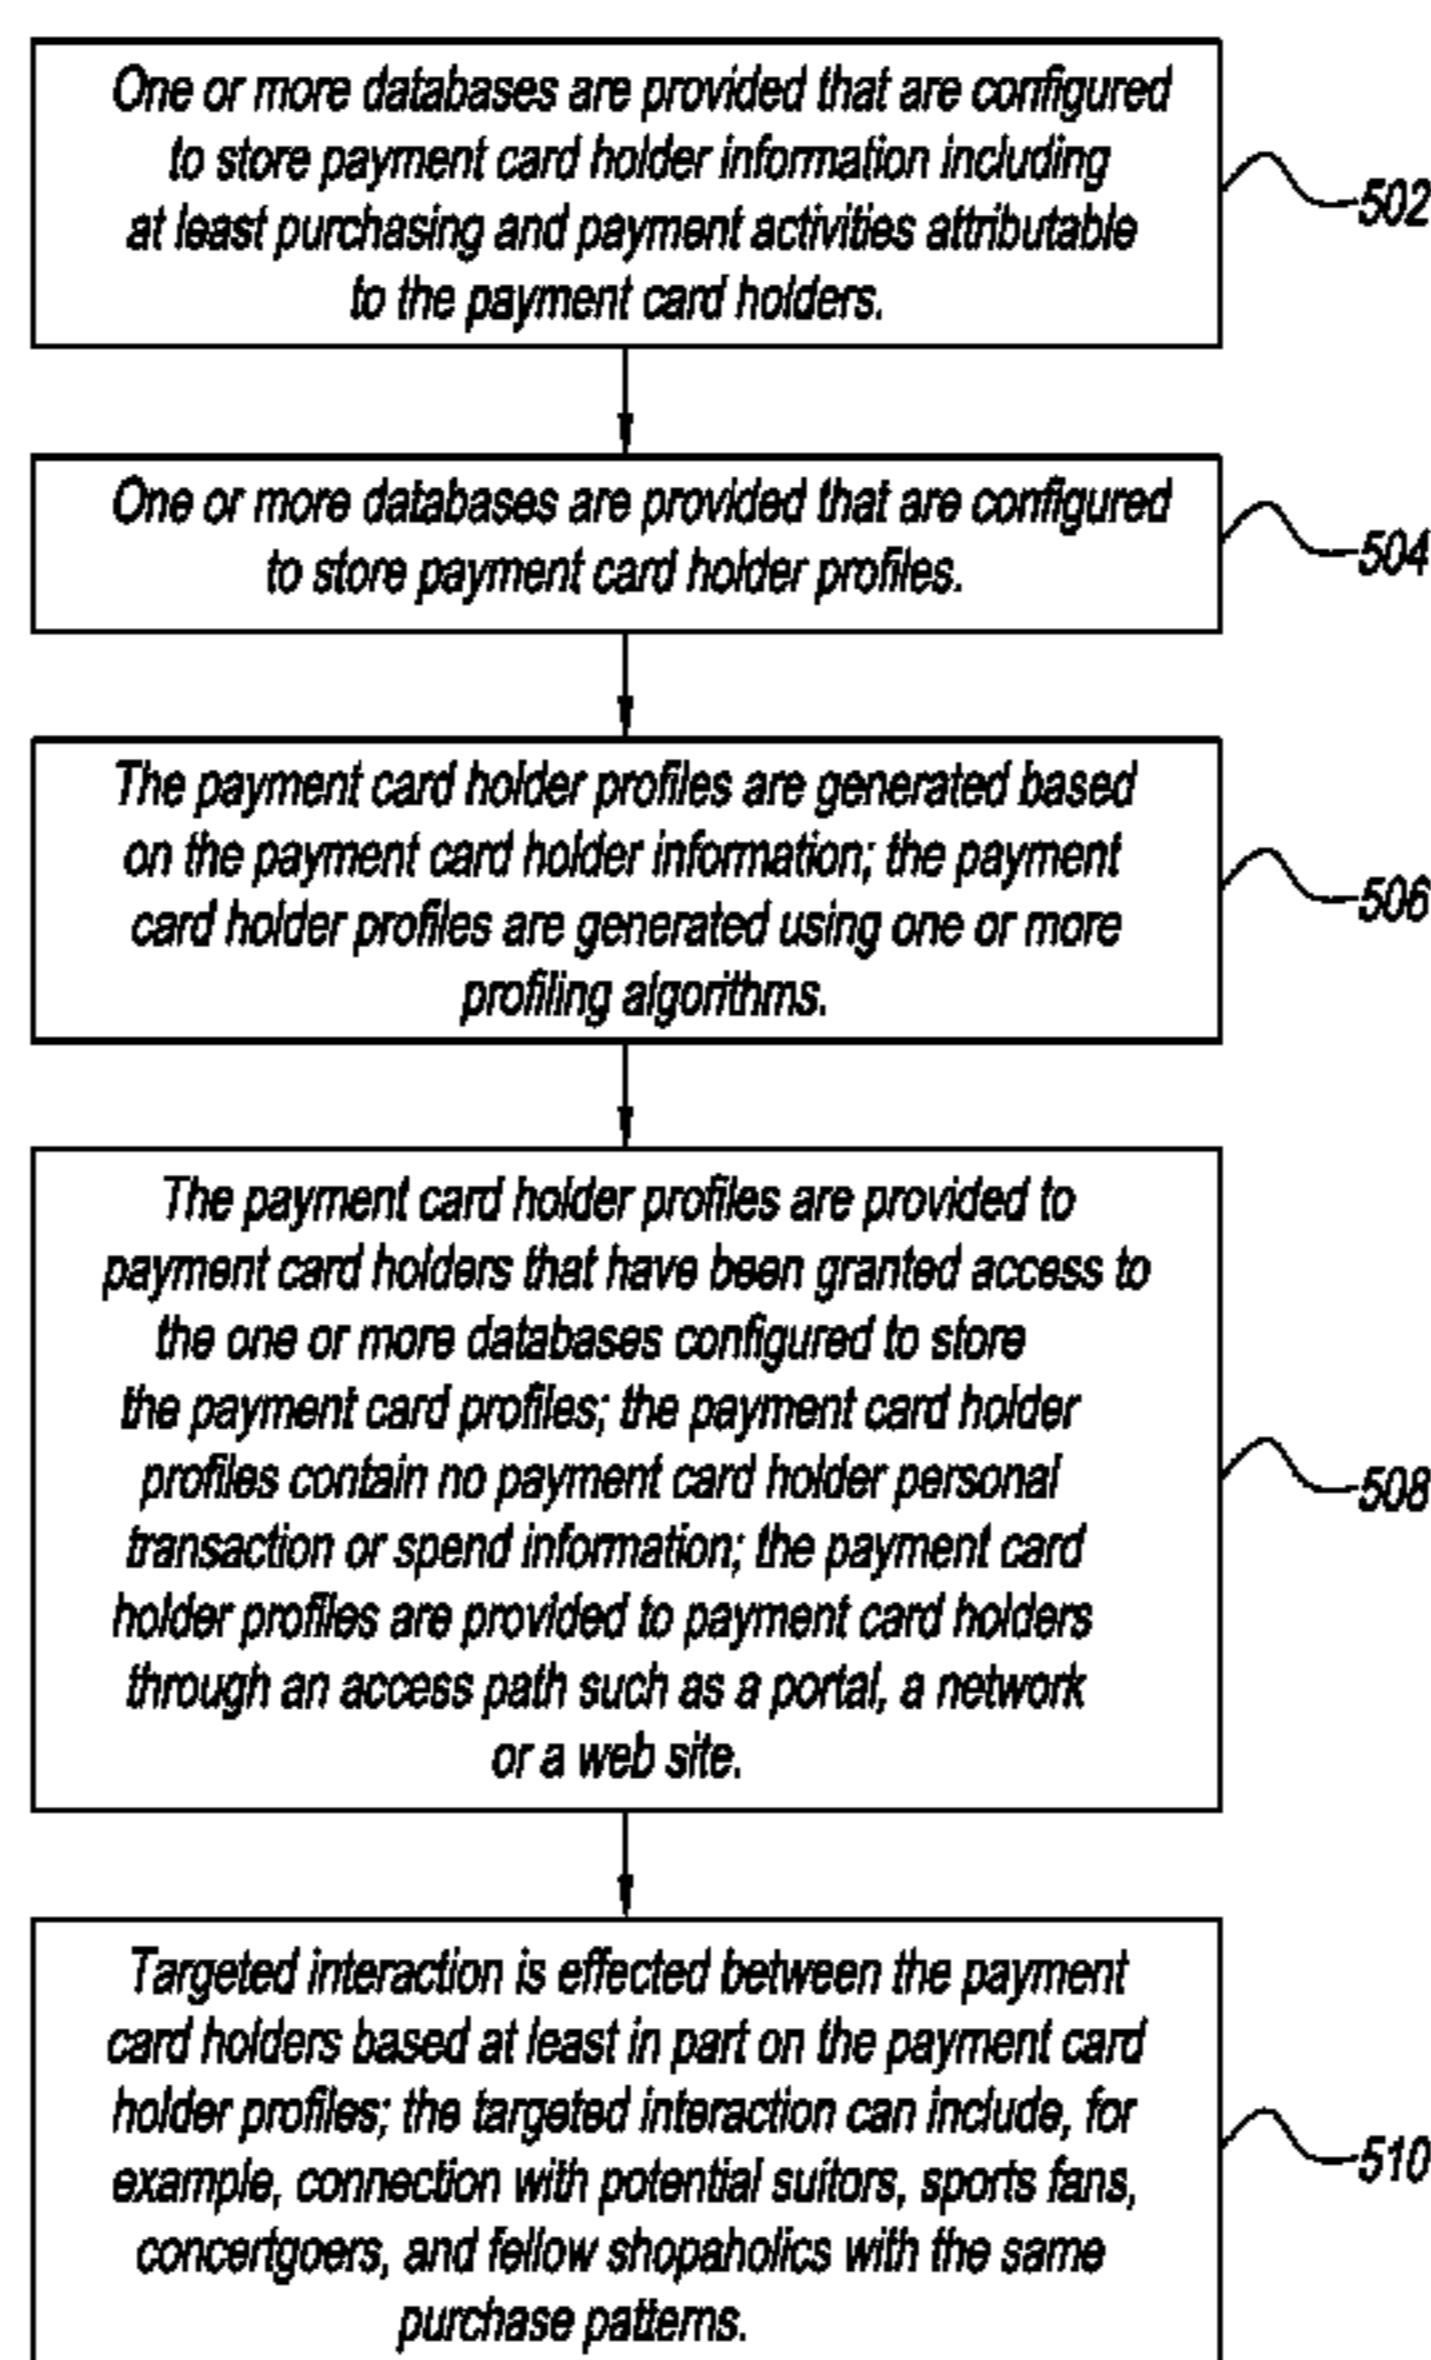 One or more databases are provided that are configured
to store payment card holder information including
at least purchasing and payment activities attributable
to the payment card holders.
502
One or more databases are provided that are configured
to store payment card holder profiles.
504
The payment card holder profiles are generated based
on the payment card holder information; the payment
card holder profiles are generated using one or more
profiling algorithms.
506
The payment card holder profiles are provided to
payment card holders that have been granted access to
the one or more databases configured to store
the payment card profiles; the payment card holder
profiles contain no payment card holder personal
transaction or spend information; the payment card
holder profiles are provided to payment card holders
through an access path such as a portal, a network
or a web site.
508
Targeted interaction is effected between the payment
card holders based at least in part on the payment card
holder profiles; the targeted interaction can include, for
example, connection with potential suitors, sports fans,
concertgoers, and fellow shopaholics with the same
purchase patterns.
510